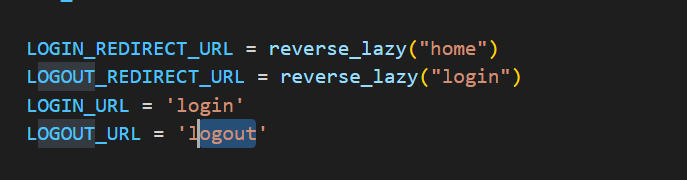 LOGIN_REDIRECT_URL = reverse_lazy("home")
LOGOUT_REDIRECT_URL = reverse_lazy("login")
LOGIN_URL = 'login'
LOGOUT_URL = 'logout'